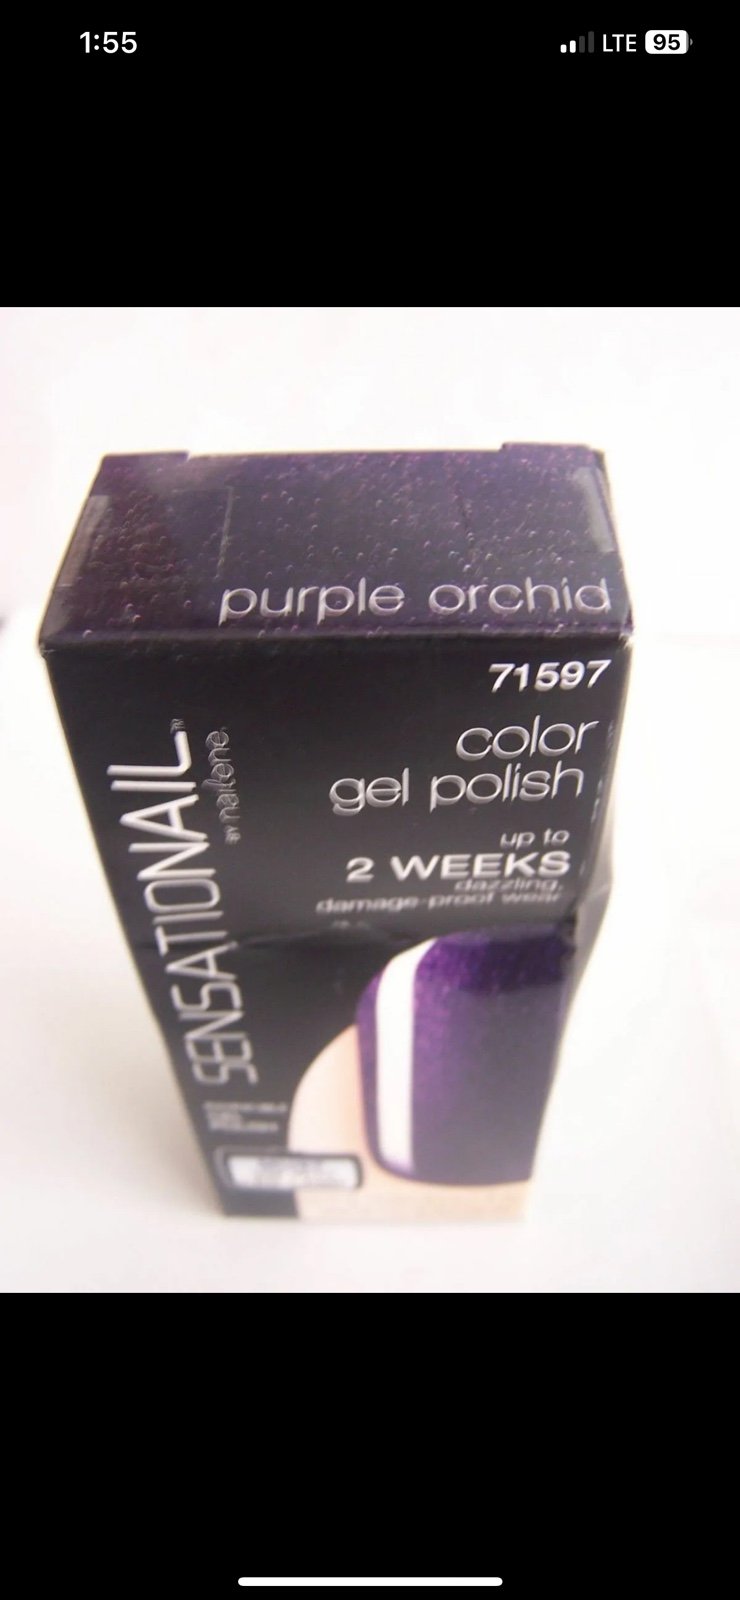 1:55
LTE 95
purple orchid
71597
color
gel polish
up to
2 WEEKS
dazzling,
damage-proof wear
SENSATIONAIL™
BY nailene.